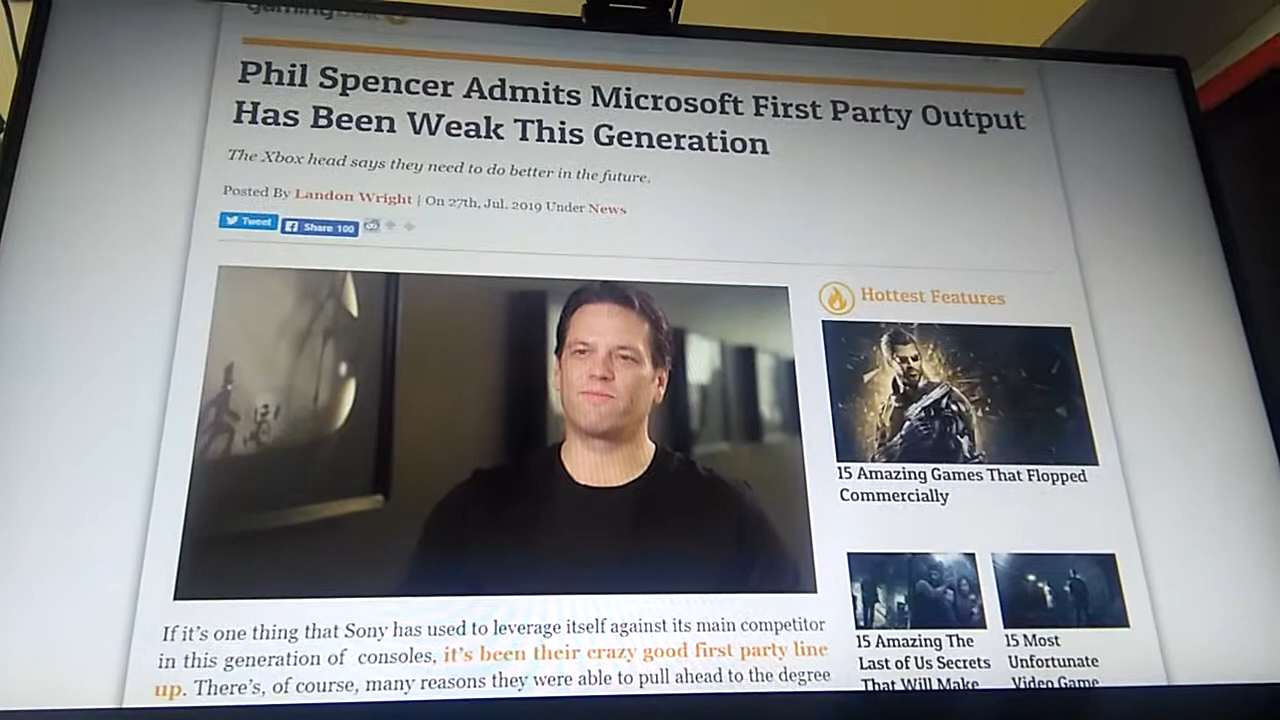 Phil Spencer Admits Microsoft First Party Output
Has Been Weak This Generation
The Xbox head says they need to do better in the future.
Posted By Landon Wright | On 27th, Jul. 2019 Under News
Tweet
Share 100
Hottest Features
15 Amazing Games That Flopped
Commercially
15 Amazing The
Last of Us Secrets
That Will Make
15 Most
Unfortunate
Video Game
If it's one thing that Sony has used to leverage itself against its main competitor
in this generation of consoles, it's been their crazy good first party line
up. There's, of course, many reasons they were able to pull ahead to the degree